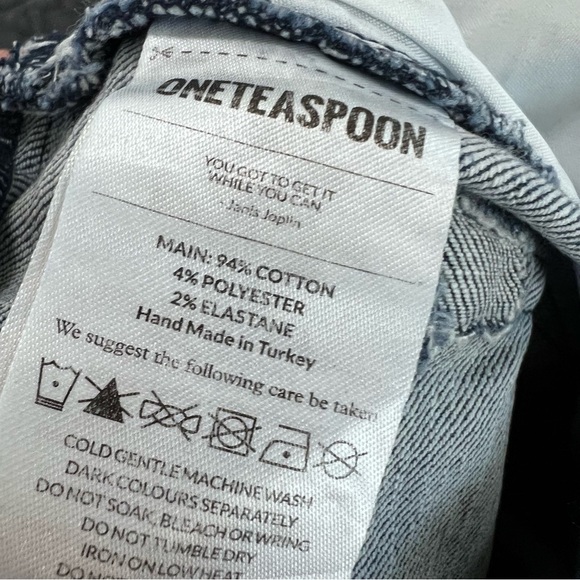 ONETEASPOON
YOU GOT TO GET IT
WHILE YOU CAN
- Janis Joplin
MAIN: 94% COTTON
4% POLYESTER
2% ELASTANE
Hand Made in Turkey
We suggest the following care be taken
COLD GENTLE MACHINE WASH
DARK COLOURS SEPARATELY
DO NOT SOAK, BLEACH OR WRING
DO NOT TUMBLE DRY
IRON ON LOW HEAT
DO NOT